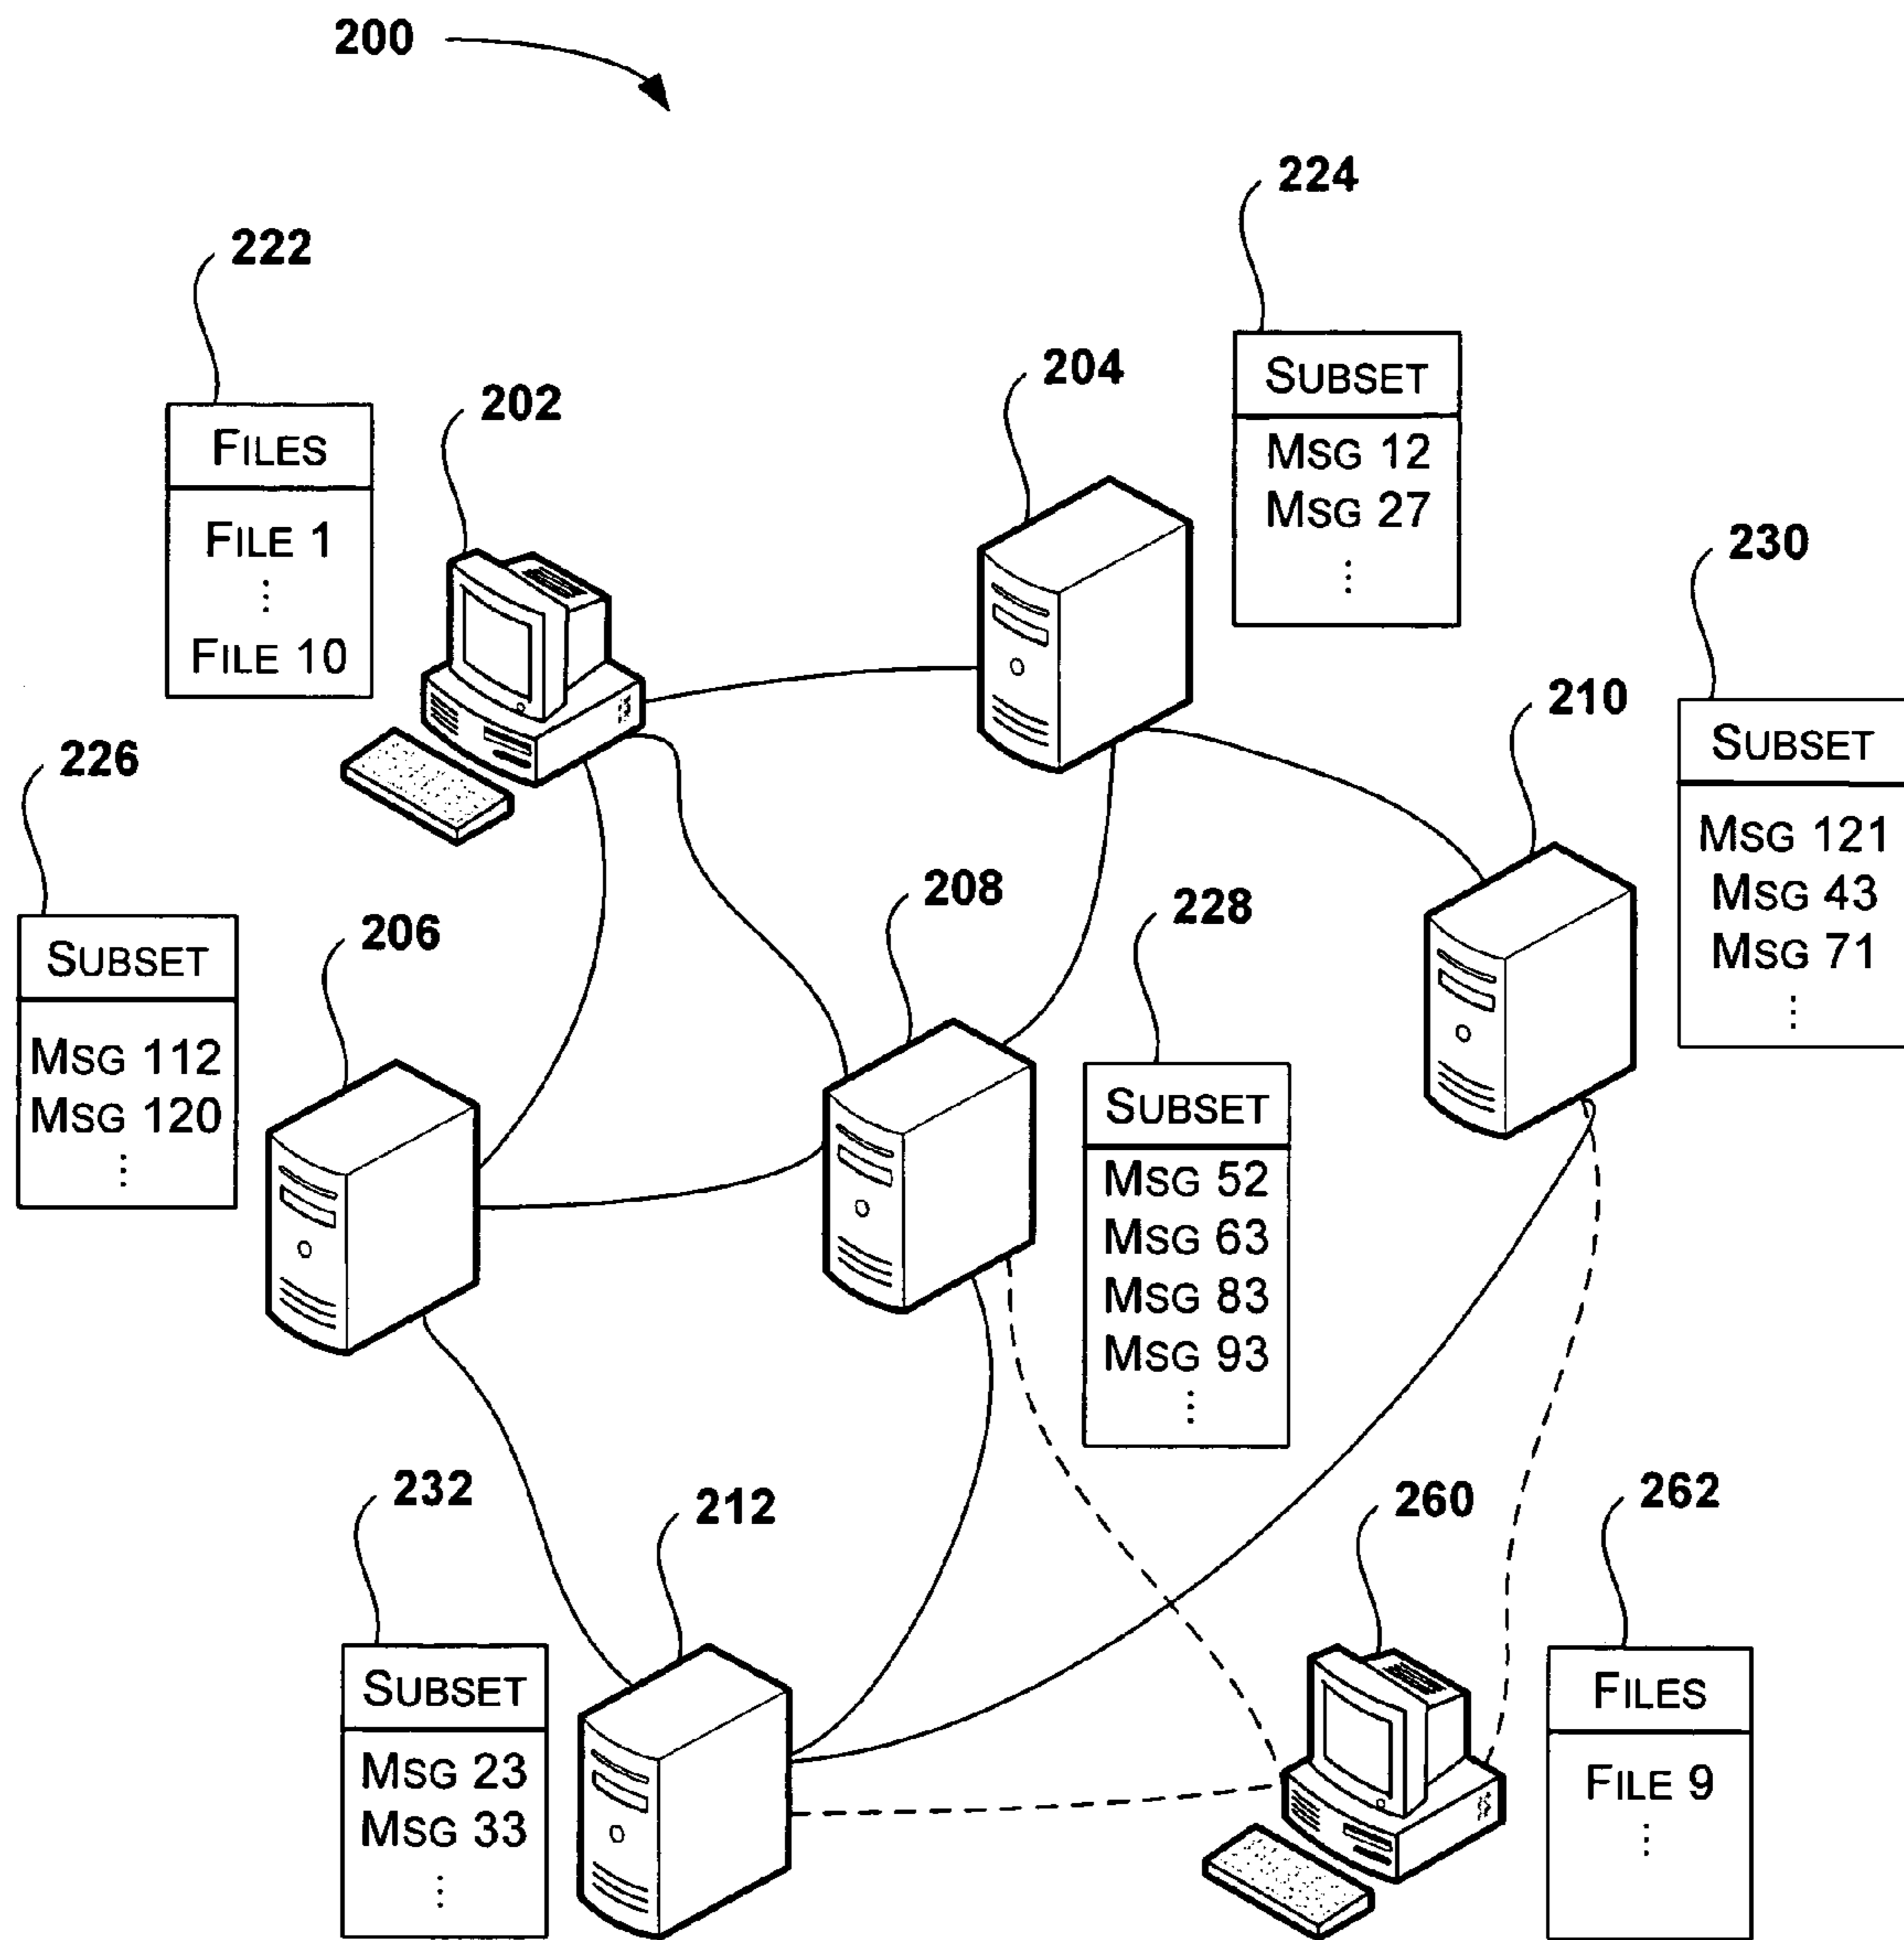 200
224
222
SUBSET
MSG 12
MSG 27
⋮
204
202
FILES
FILE 1
⋮
FILE 10
230
210
SUBSET
MSG 121
MSG 43
MSG 71
⋮
226
206
SUBSET
MSG 112
MSG 120
⋮
208
228
SUBSET
MSG 52
MSG 63
MSG 83
MSG 93
⋮
232
212
SUBSET
MSG 23
MSG 33
⋮
260
262
FILES
FILE 9
⋮